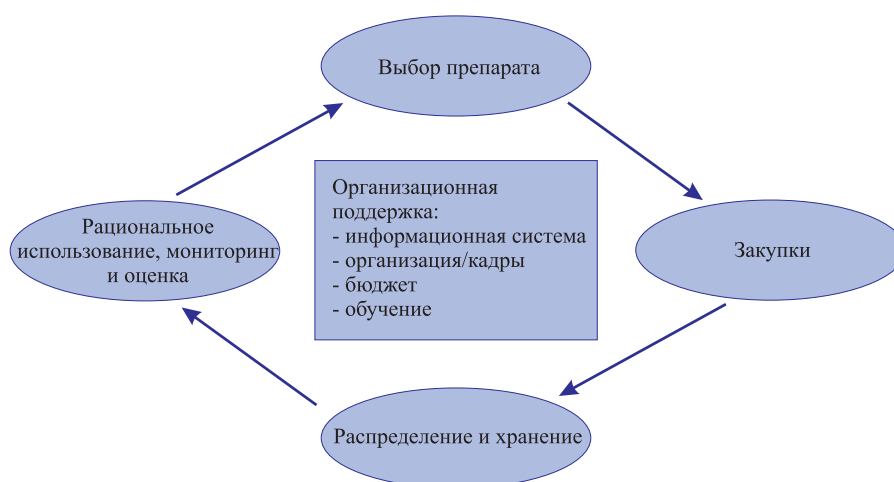 Выбор препарата
Организационная
поддержка:
- информационная система
- организация/кадры
- бюджет
- обучение
Рациональное
использование, мониторинг
и оценка
Закупки
Распределение и хранение